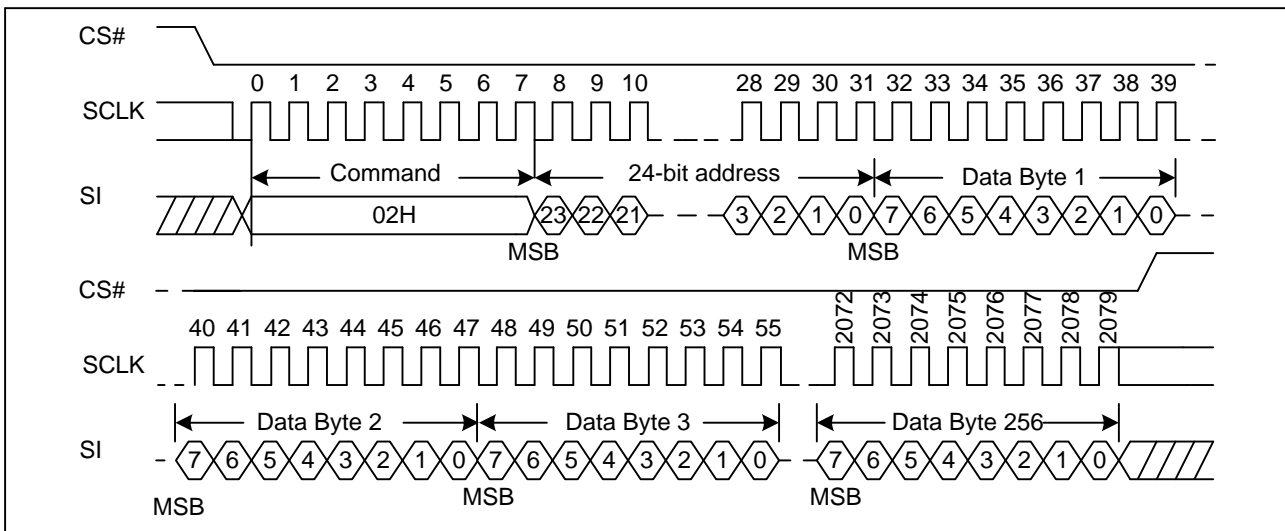 CS#
0 1 2 3 4 5 6 7 8 9 10 28 29 30 31 32 33 34 35 36 37 38 39
SCLK
Command 24-bit address Data Byte 1
SI
02H 23 22 21 3 2 1 0 7 6 5 4 3 2 1 0
MSB MSB
CS#
40 41 42 43 44 45 46 47 48 49 50 51 52 53 54 55 2072 2073 2074 2075 2076 2077 2078 2079
SCLK
Data Byte 2 Data Byte 3 Data Byte 256
SI
7 6 5 4 3 2 1 0 7 6 5 4 3 2 1 0 7 6 5 4 3 2 1 0
MSB MSB MSB